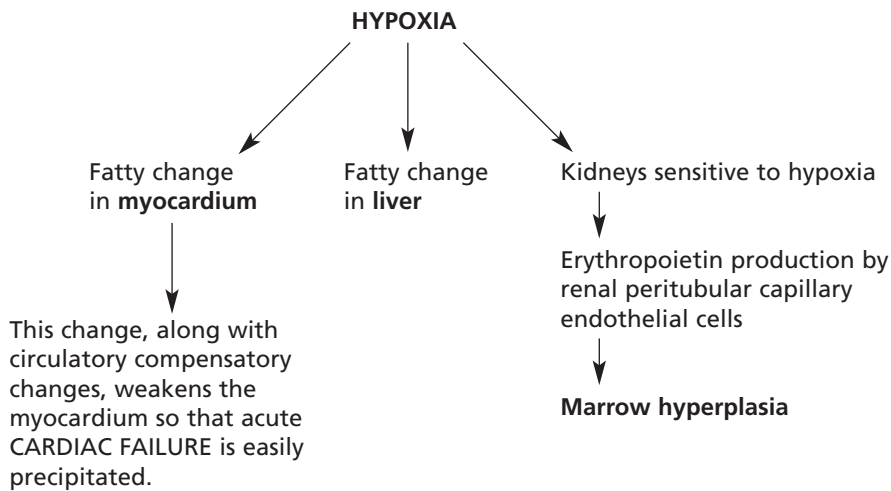 HYPOXIA
Fatty change
in myocardium
This change, along with
circulatory compensatory
changes, weakens the
myocardium so that acute
CARDIAC FAILURE is easily
precipitated.
Fatty change
in liver
Kidneys sensitive to hypoxia
Erythropoietin production by
renal peritubular capillary
endothelial cells
Marrow hyperplasia